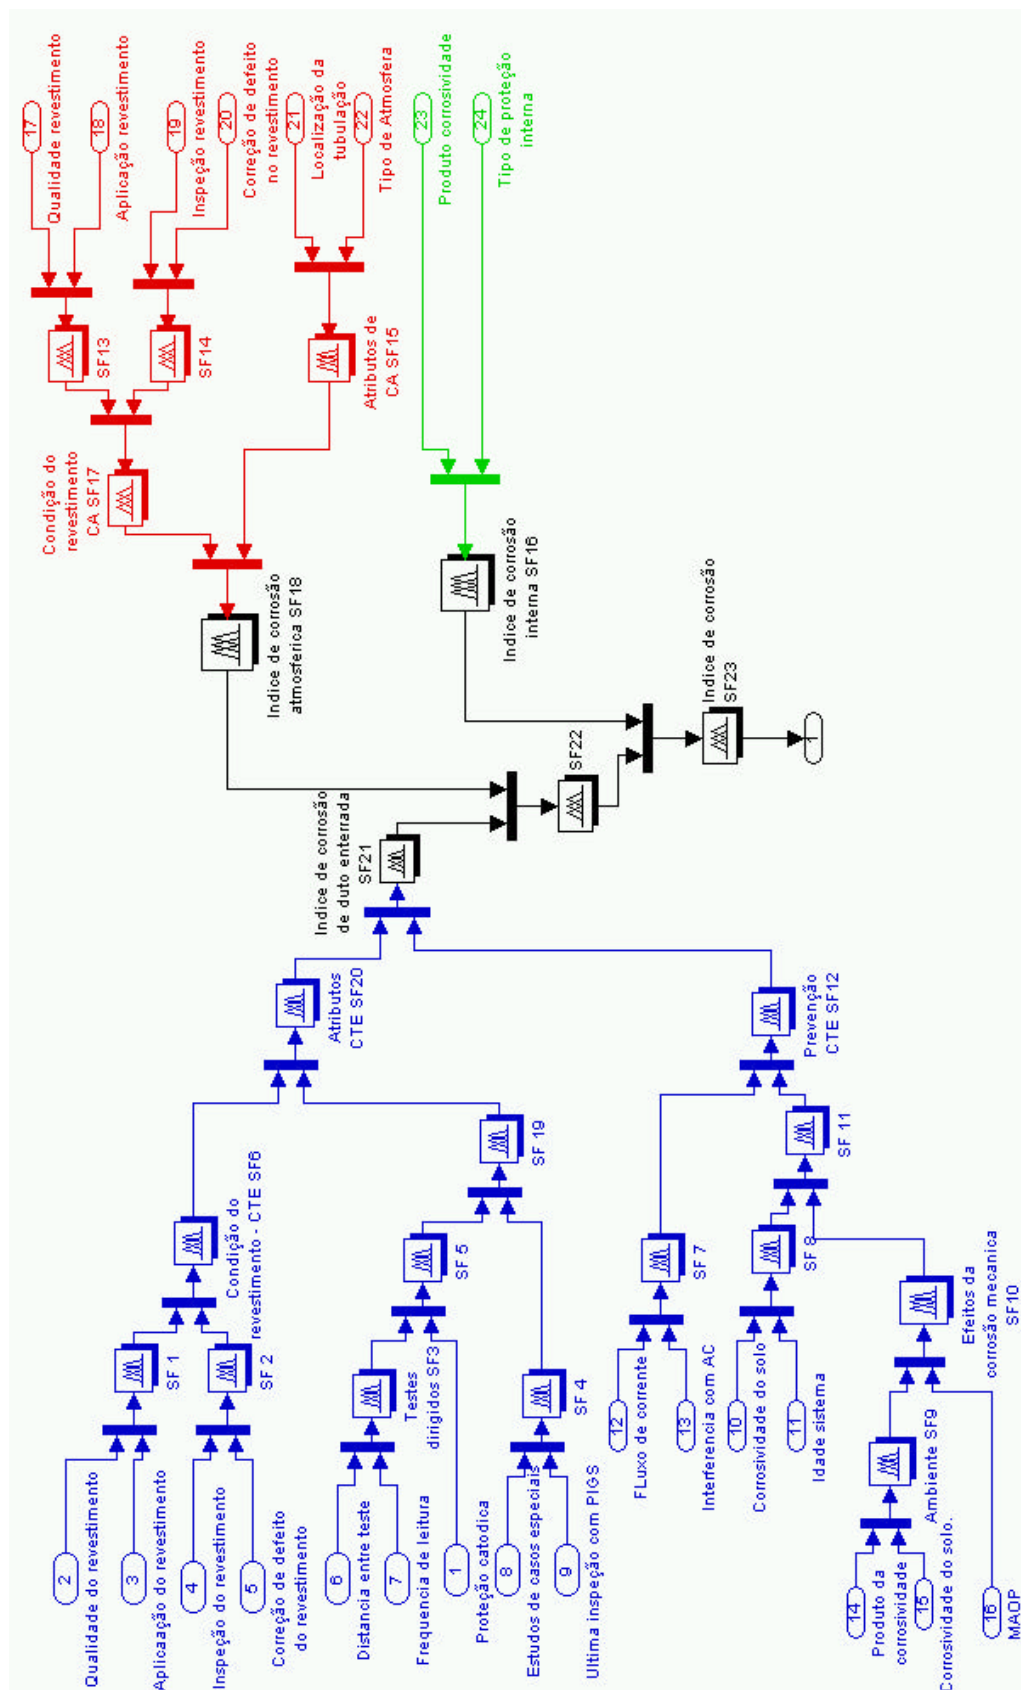 2
Qualidade do revestimento
3
Aplicaação do revestimento
4
Inspeção do revestimento
5
Correção de defeito
do revestimento
SF 1
SF 2
Condição do
revestimento - CTE SF6
6
Distancia entre teste
7
Frequencia de leitura
1
Proteção catodica
8
Estudos de casos especiais
9
Ultima inspeção com PIGS
Testes
dirigidos SF3
SF 4
SF 5
SF 19
Atributos
CTE SF20
12
FLuxo de corrente
13
Interferencia com AC
10
Corrosividade do solo
11
Idade sistema
SF 7
SF 8
14
Produto da
corrosividade
15
Corrosividade do solo.
16
MAOP
Ambiente SF9
Efeitos da
corrosão mecanica
SF10
SF 11
Prevenção
CTE SF12
Indice de corrosão
de duto enterrada
SF21
SF22
Indice de corrosão
SF23
1
Indice de corrosão
atmosferica SF18
Indice de corrosão
interna SF16
Condição do
revestimento
CA SF17
SF13
SF14
Atributos de
CA SF15
17
Qualidade revestimento
18
Aplicação revestimento
19
Inspeção revestimento
20
Correção de defeito
no revestimento
21
Localização da
tubulação
22
Tipo de Atmosfera
23
Produto corrosividade
24
Tipo de proteção
interna